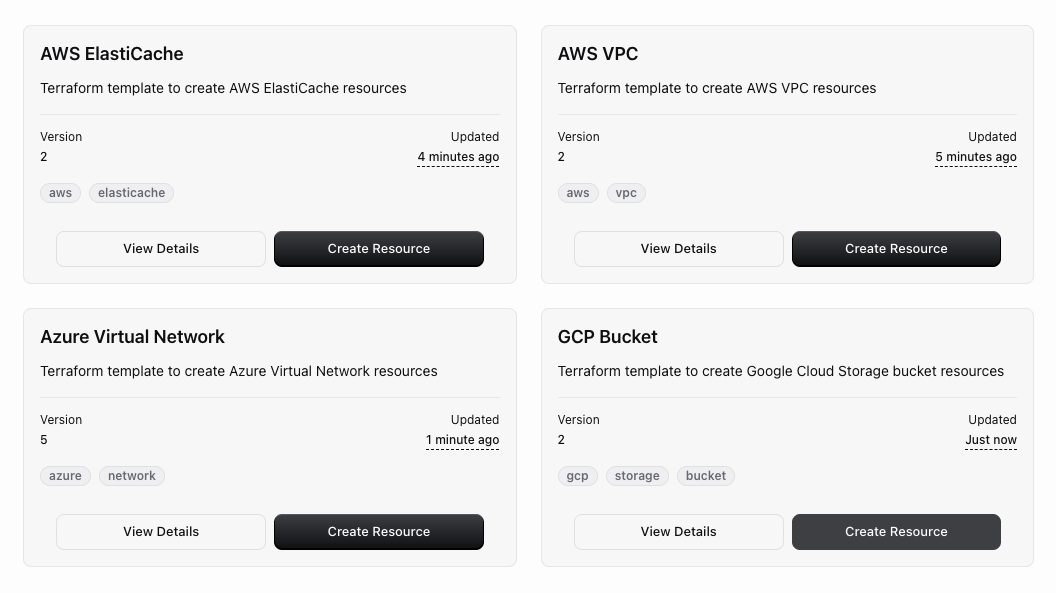 AWS ElastiCache
Terraform template to create AWS ElastiCache resources
Version
Updated
2
4 minutes ago
aws
elasticache
View Details
Create Resource
AWS VPC
Terraform template to create AWS VPC resources
Version
Updated
2
5 minutes ago
aws
vpc
View Details
Create Resource
Azure Virtual Network
Terraform template to create Azure Virtual Network resources
Version
Updated
5
1 minute ago
azure
network
View Details
Create Resource
GCP Bucket
Terraform template to create Google Cloud Storage bucket resources
Version
Updated
2
Just now
gcp
storage
bucket
View Details
Create Resource